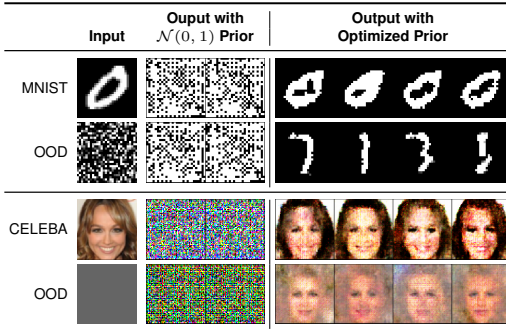 Input
Ouput with
N(0, 1) Prior
Output with
Optimized Prior
MNIST
OOD
CELEBA
OOD